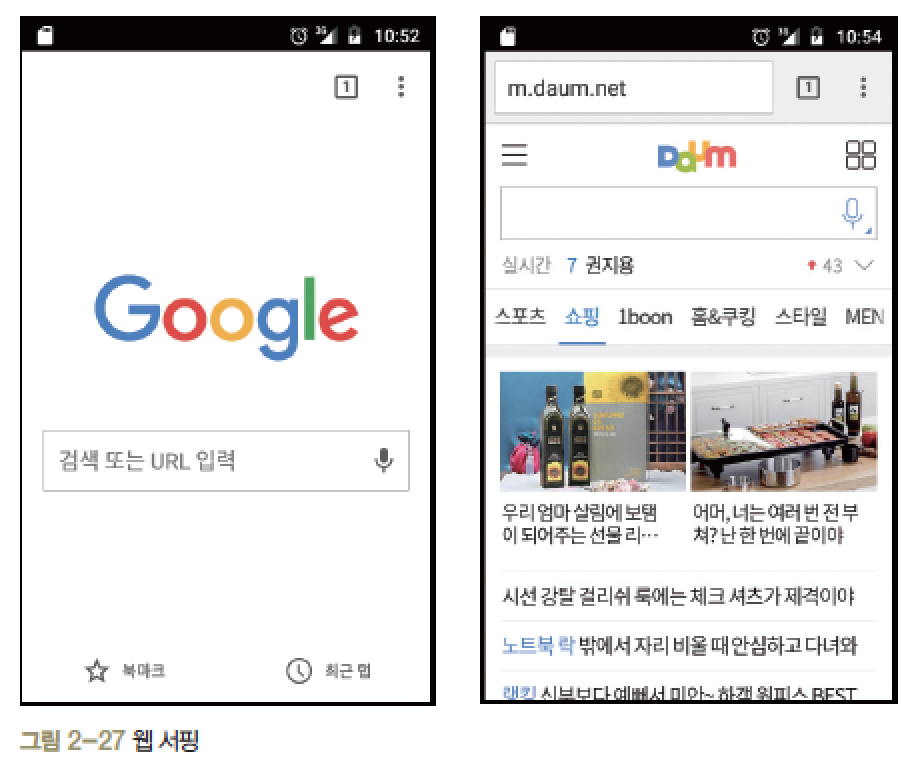 10:52
1
Google
검색 또는 URL 입력
북마크
최근 탭
10:54
m.daum.net
1
Daum
실시간 7 권지용 43
스포츠 쇼핑 1boon 홈&쿠킹 스타일 MEN
우리 엄마 살림에 보탬
이 되어주는 선물 리…
어머, 너는 여러 번 전 부
쳐? 난 한 번에 끝이야
시선 강탈 걸리쉬 룩에는 체크 셔츠가 제격이야
노트북 락 밖에서 자리 비울 때 안심하고 다녀와
랭킹 신부보다 예뻐서 미안~ 하객 원피스 BEST
그림 2-27 웹 서핑